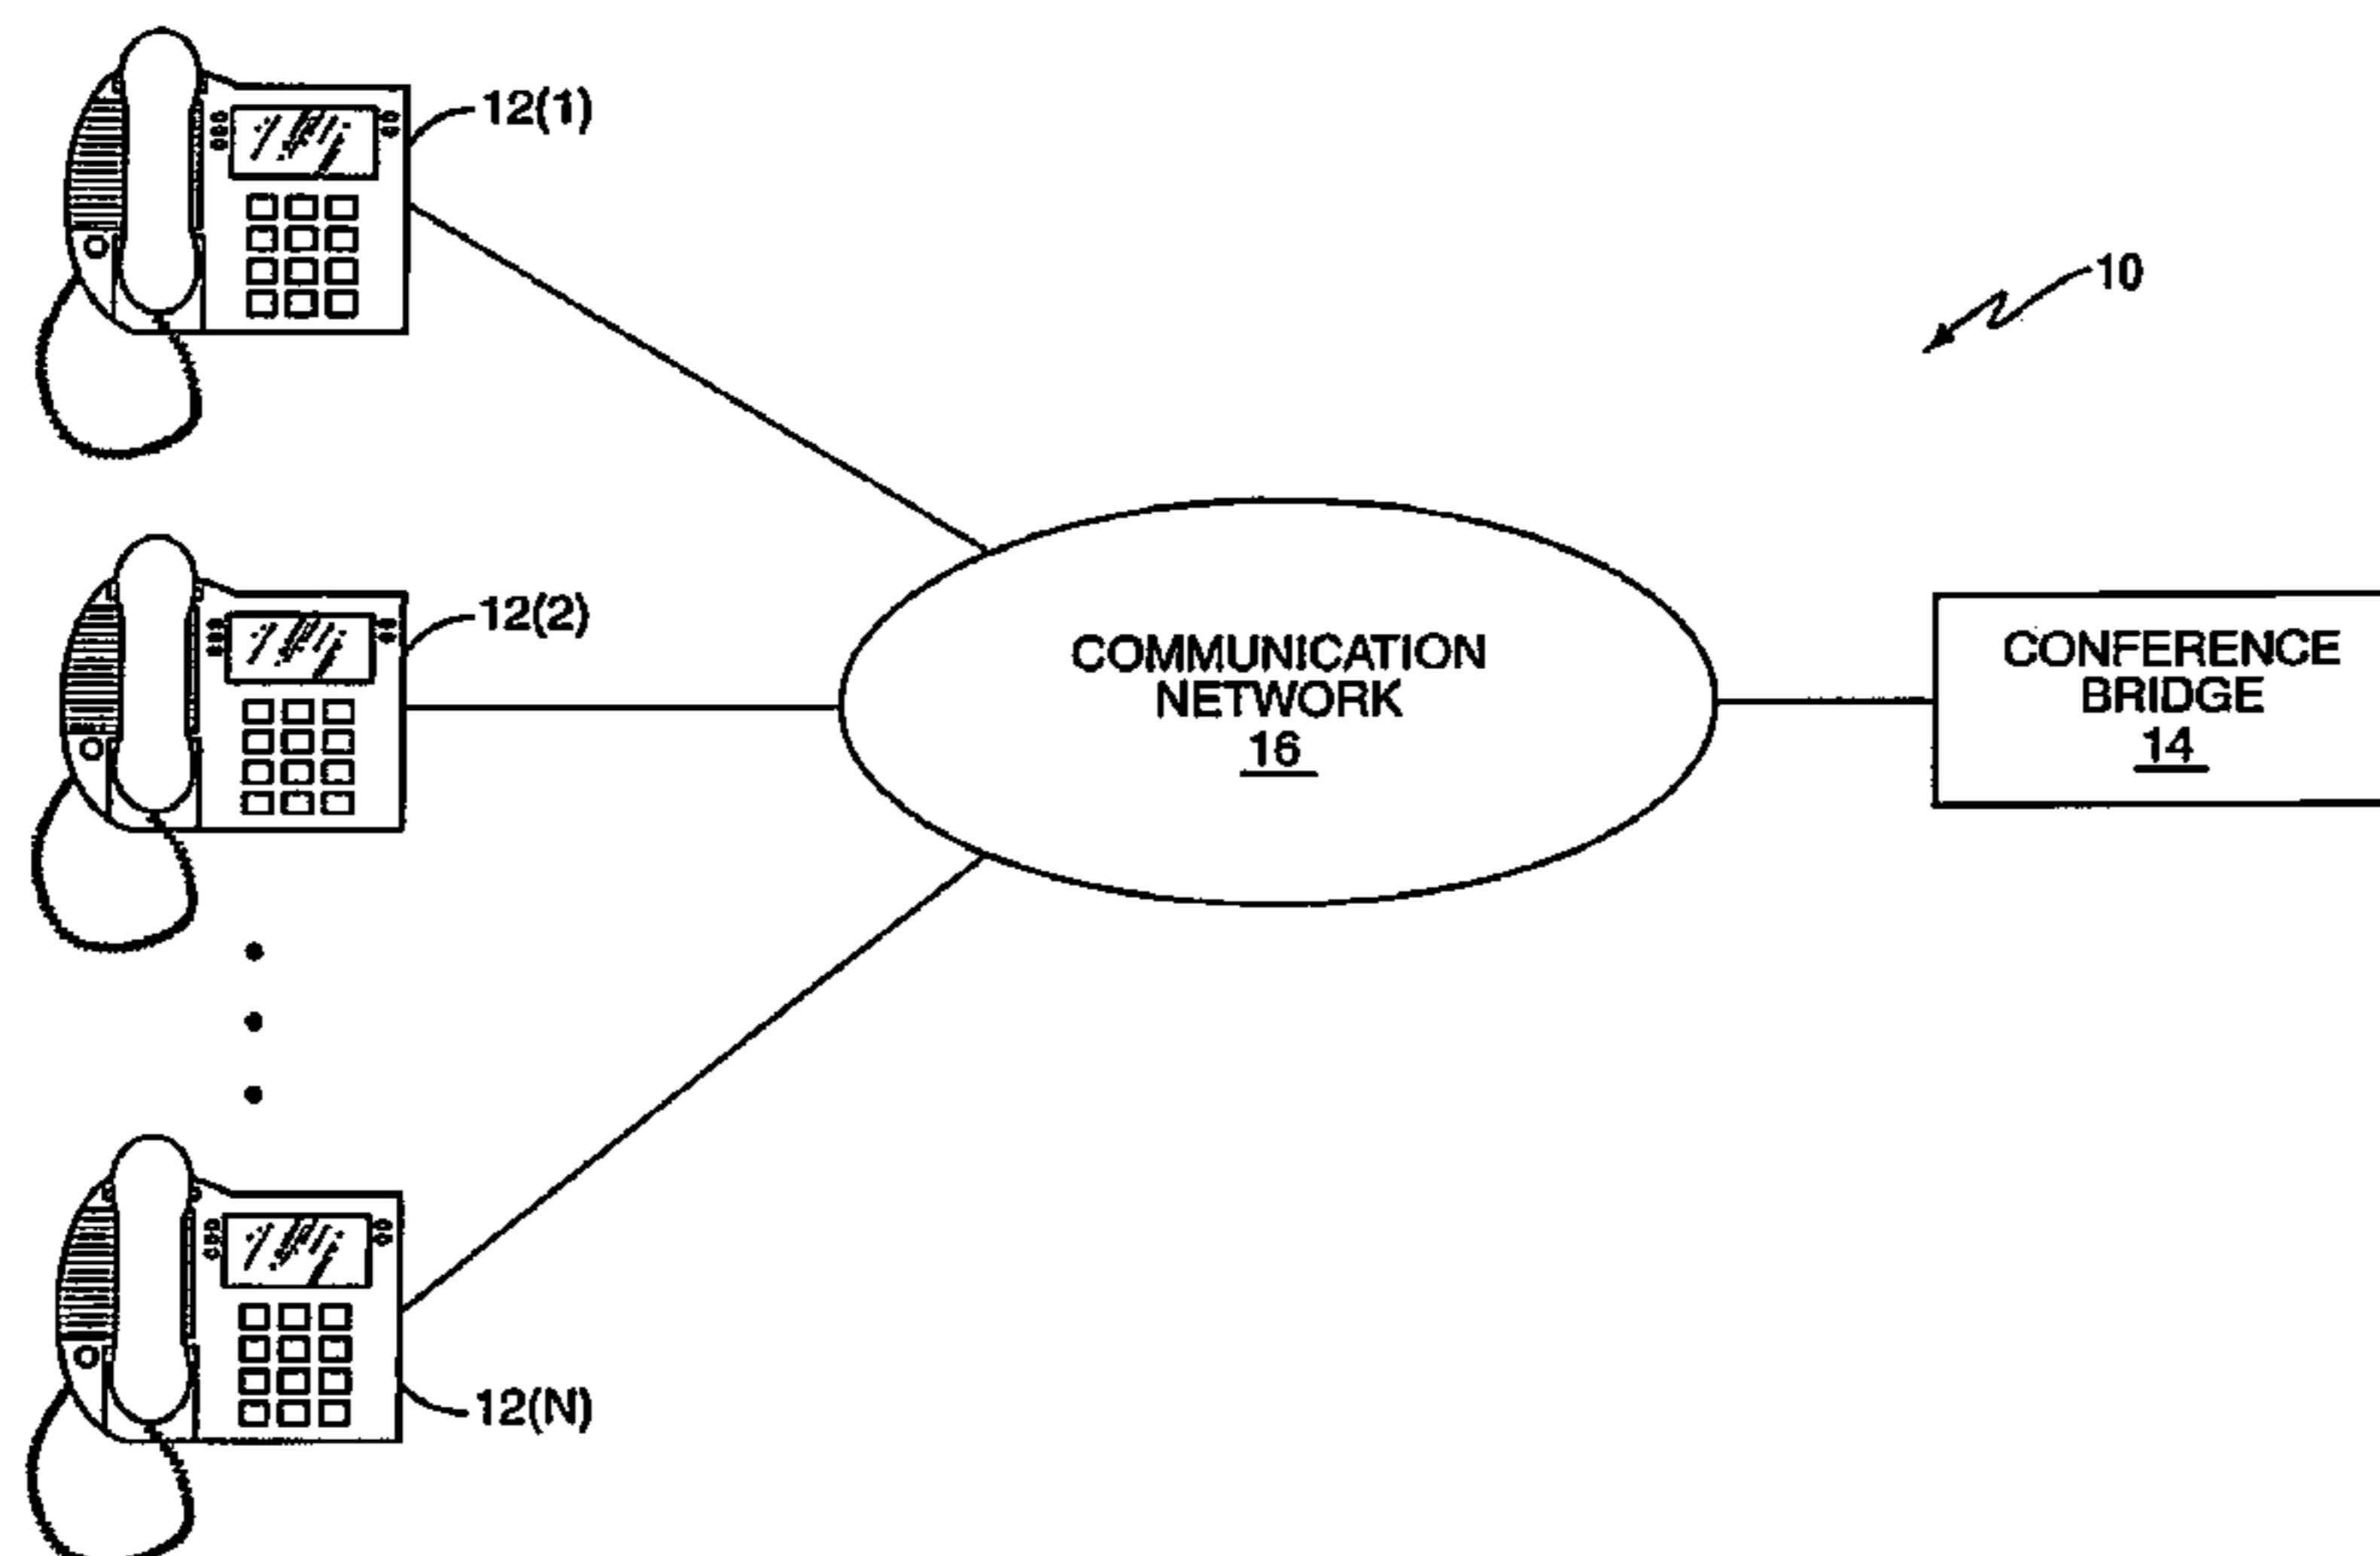 12(1)
10
12(2)
COMMUNICATION
NETWORK
16
CONFERENCE
BRIDGE
14
12(N)